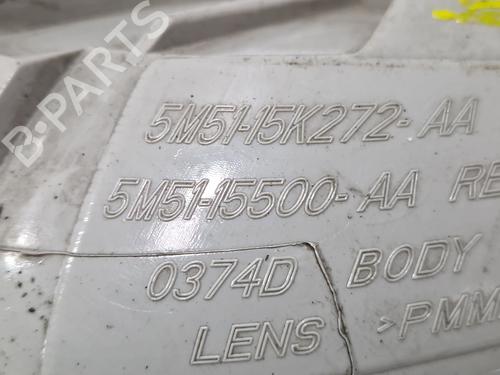 B-PARTS
5M51-15K272-AA
5M51-15500-AA RE
0374D BODY
LENS >PMM